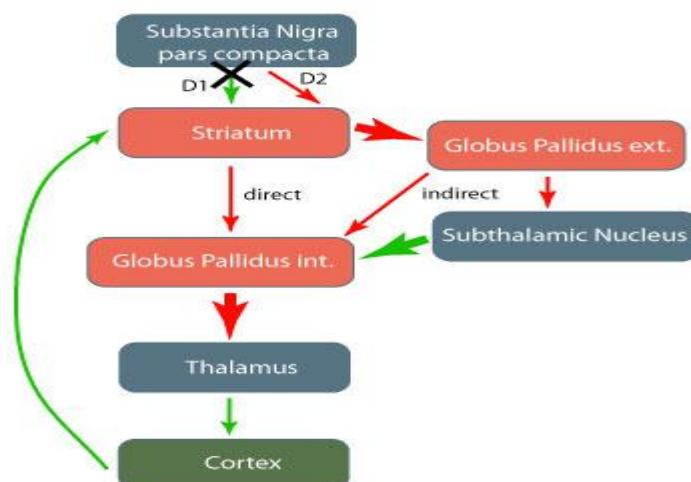 Substantia Nigra
pars compacta
D1
D2
Striatum
Globus Pallidus ext.
direct
indirect
Subthalamic Nucleus
Globus Pallidus int.
Thalamus
Cortex